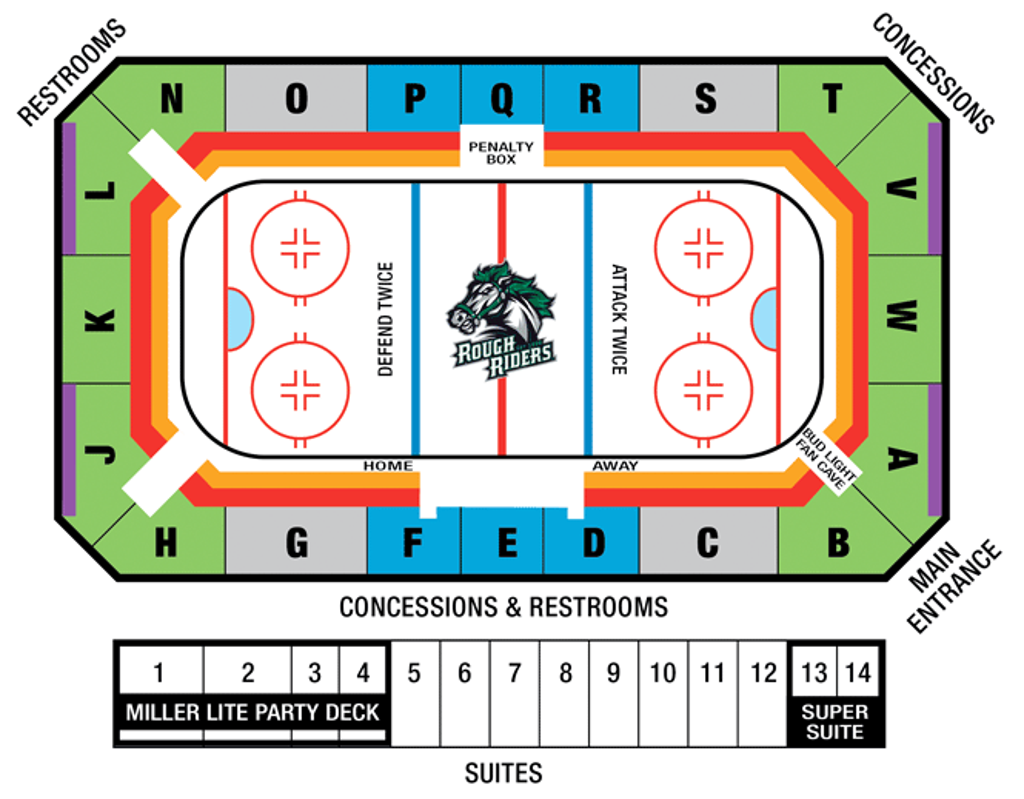 RESTROOMS
CONCESSIONS
N
O
P
Q
R
S
T
PENALTY
BOX
L
V
K
W
DEFEND TWICE
ATTACK TWICE
ROUGH
RIDERS
J
A
HOME
AWAY
BUD LIGHT
FAN CAVE
H
G
F
E
D
C
B
MAIN
ENTRANCE
CONCESSIONS & RESTROOMS
1 2 3 4 5 6 7 8 9 10 11 12 13 14
MILLER LITE PARTY DECK
SUPER
SUITE
SUITES